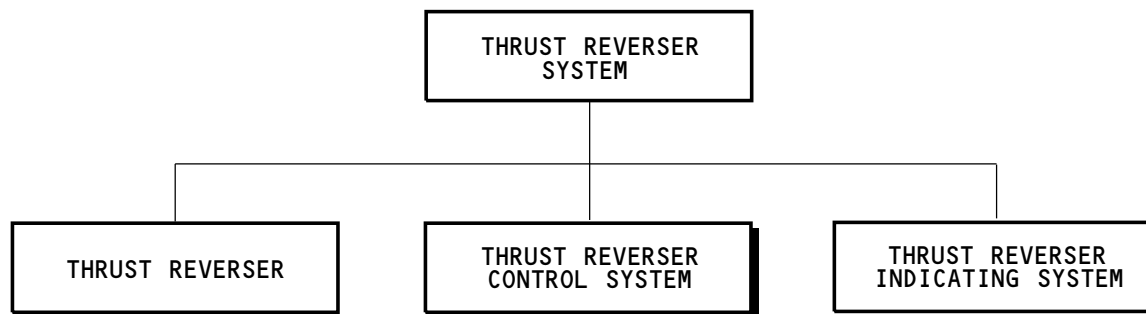 THRUST REVERSER
SYSTEM
THRUST REVERSER
THRUST REVERSER
CONTROL SYSTEM
THRUST REVERSER
INDICATING SYSTEM